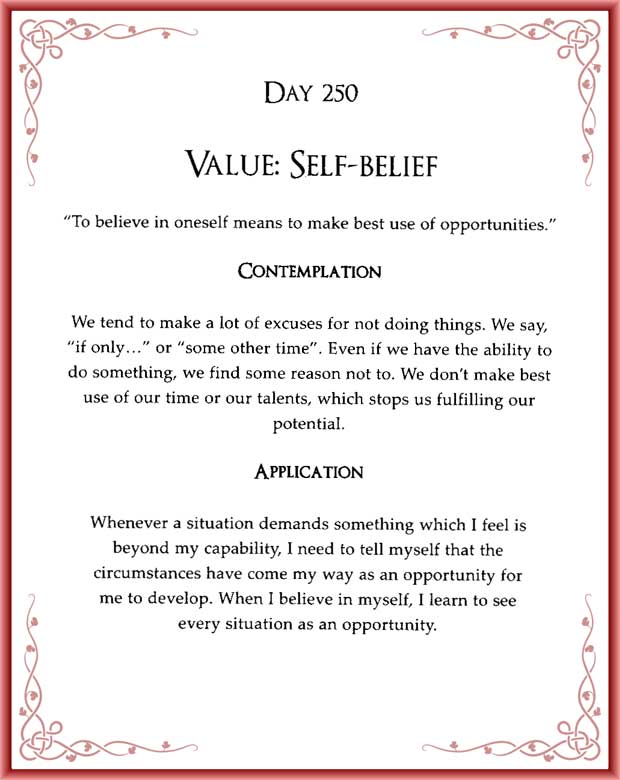 Day 250
Value: Self-belief
“To believe in oneself means to make best use of opportunities.”
Contemplation
We tend to make a lot of excuses for not doing things. We say,
“if only...” or “some other time”. Even if we have the ability to
do something, we find some reason not to. We don’t make best
use of our time or our talents, which stops us fulfilling our
potential.
Application
Whenever a situation demands something which I feel is
beyond my capability, I need to tell myself that the
circumstances have come my way as an opportunity for
me to develop. When I believe in myself, I learn to see
every situation as an opportunity.